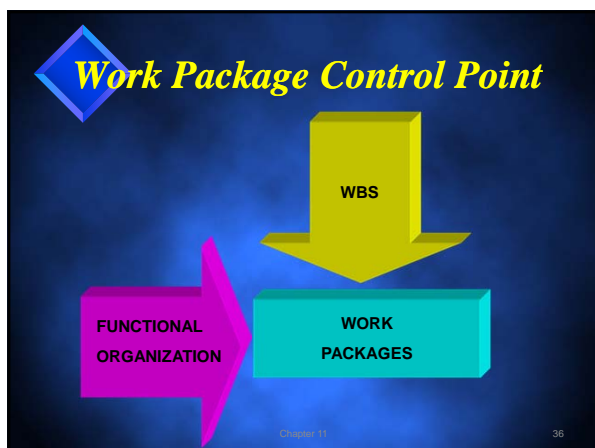 Work Package Control Point
WBS
FUNCTIONAL
ORGANIZATION
WORK
PACKAGES
Chapter 11
36